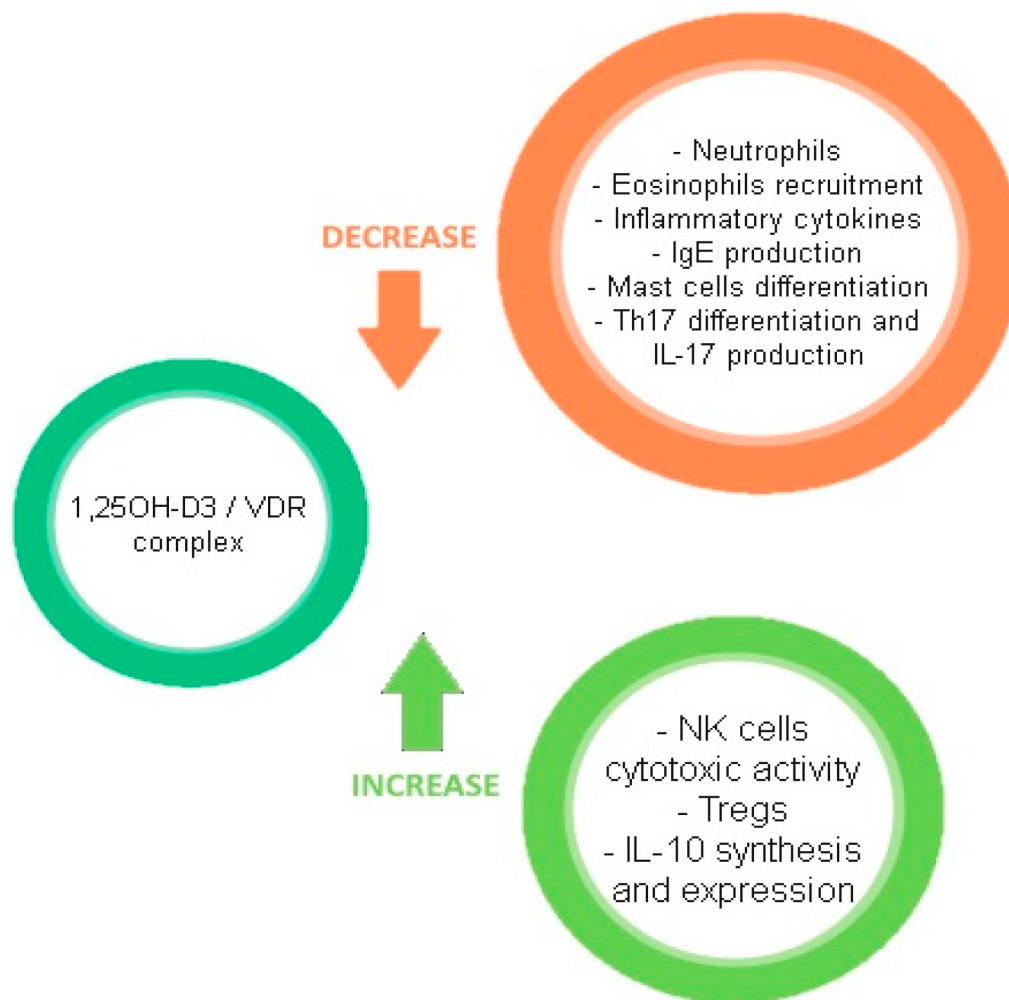 - Neutrophils
- Eosinophils recruitment
- Inflammatory cytokines
- IgE production
- Mast cells differentiation
- Th17 differentiation and
IL-17 production
DECREASE
1,25OH-D3 / VDR
complex
INCREASE
- NK cells
cytotoxic activity
- Tregs
- IL-10 synthesis
and expression